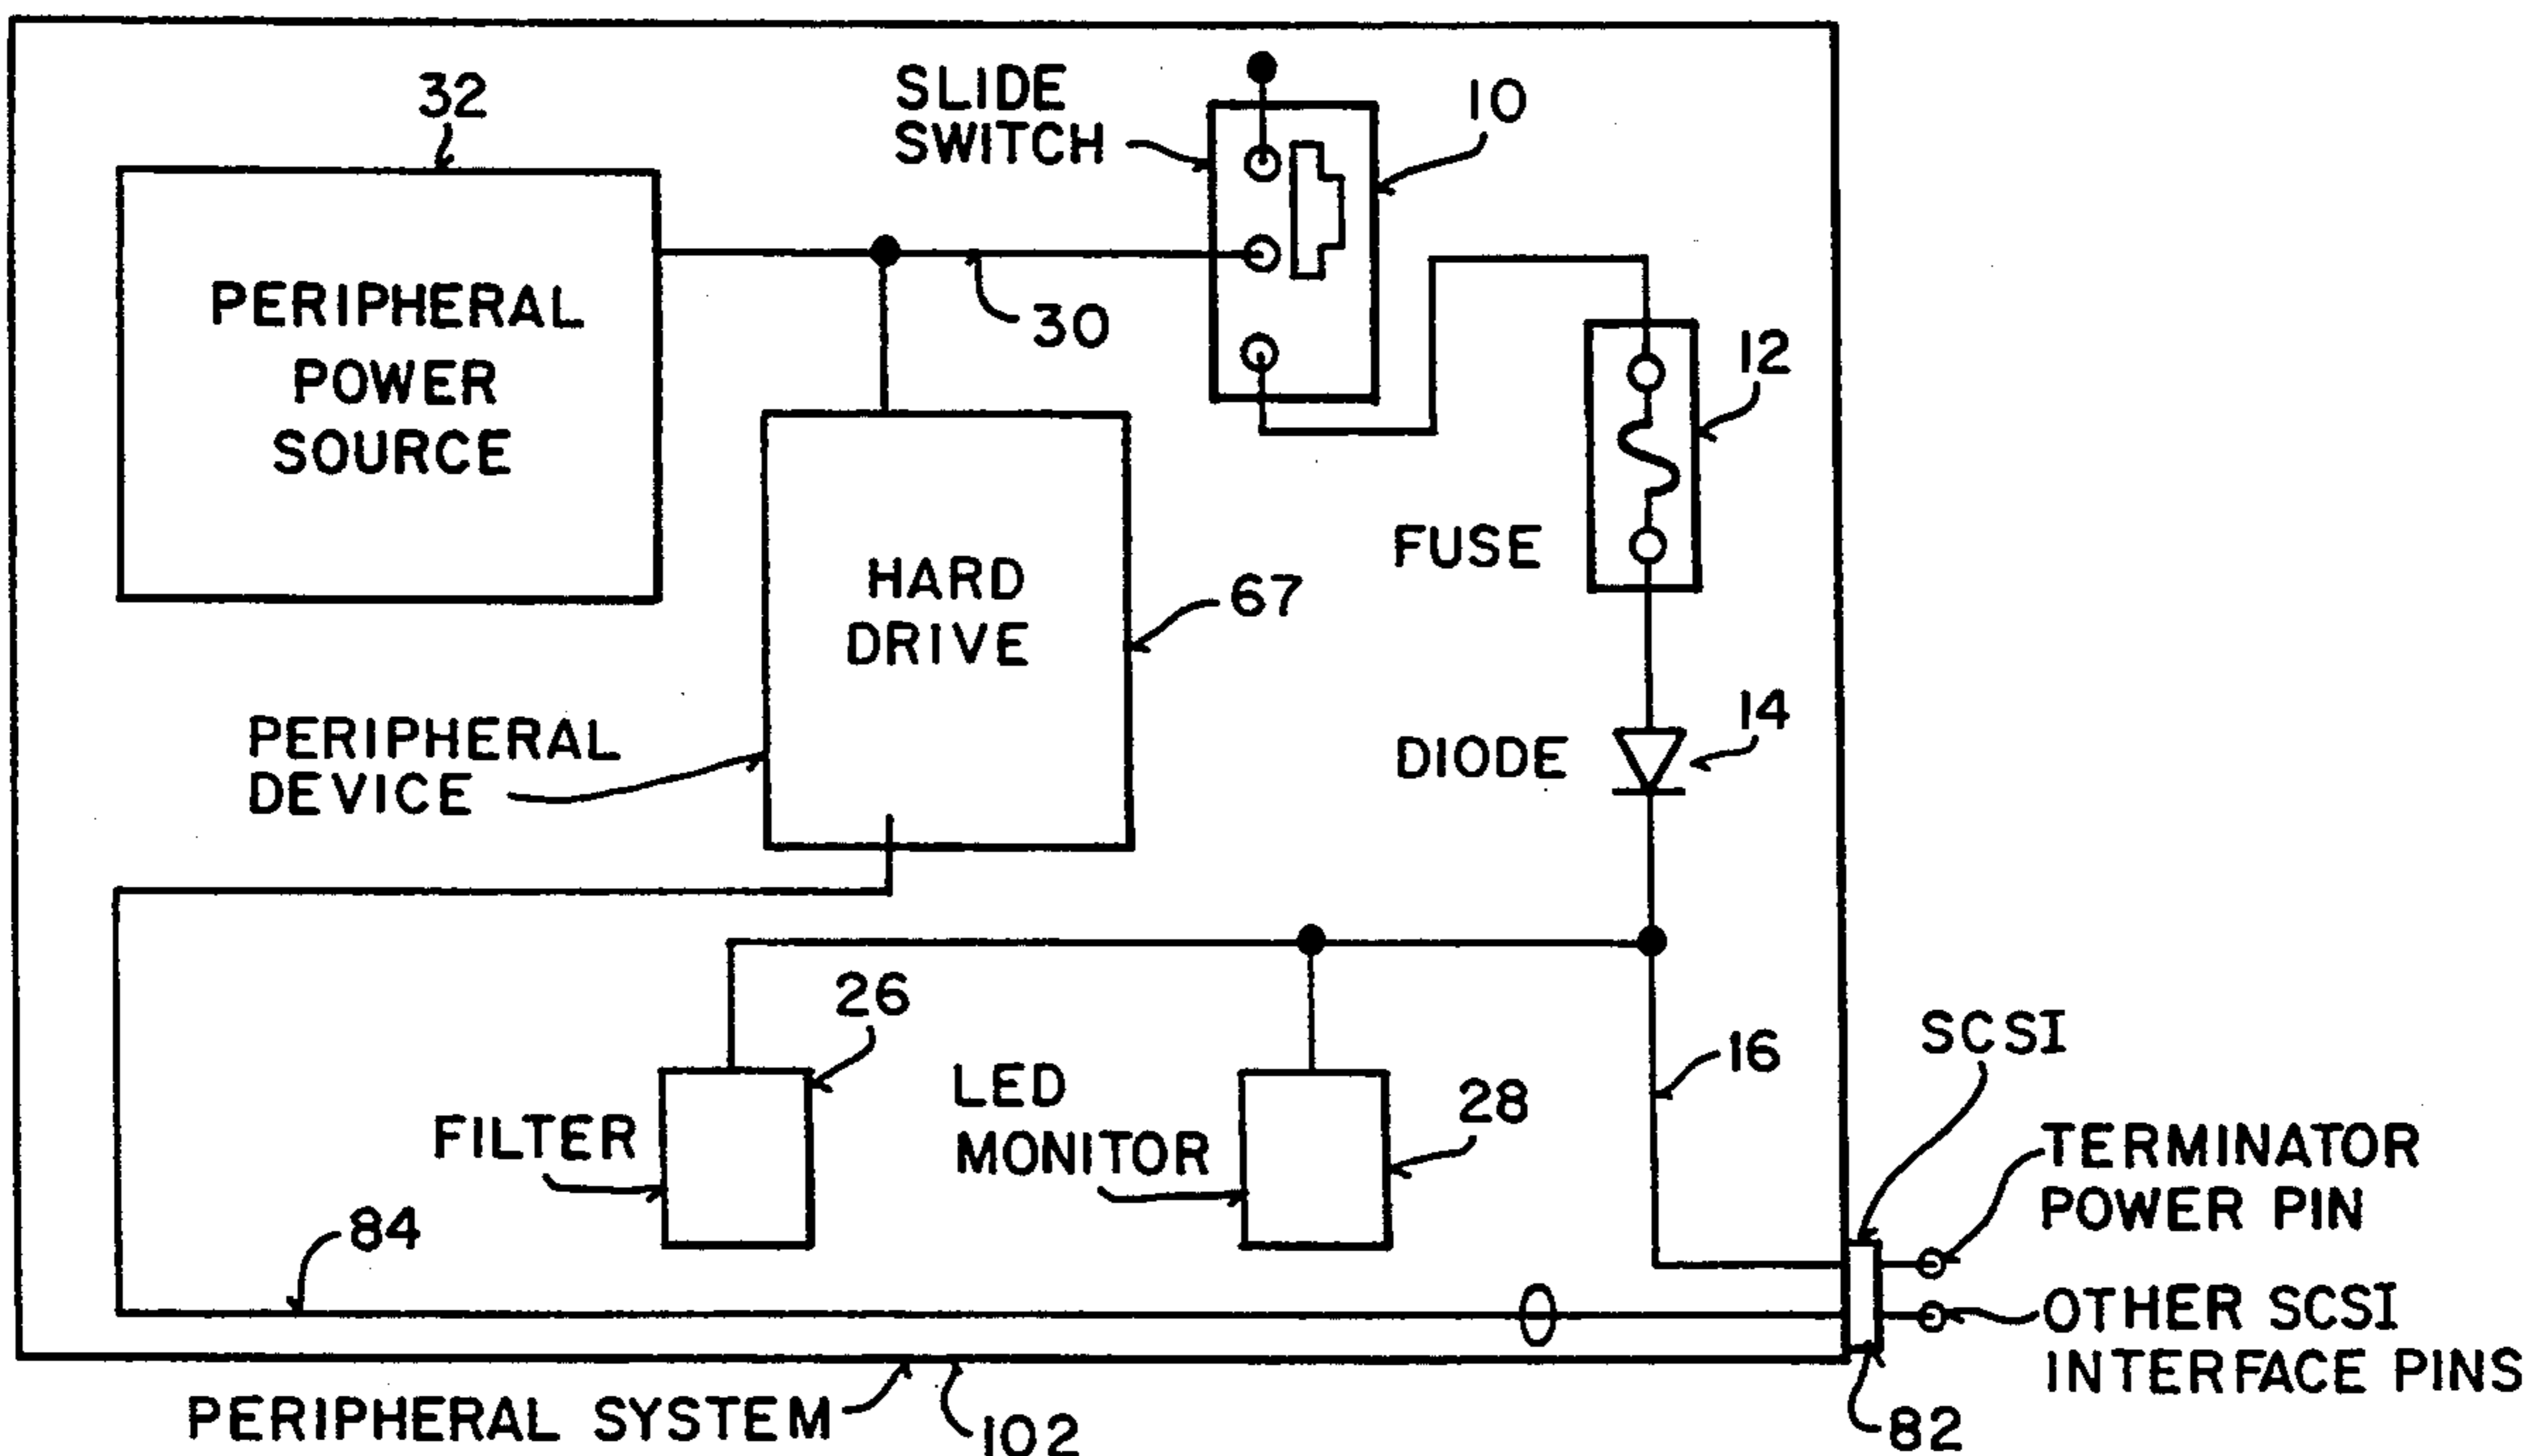 32
SLIDE
SWITCH
10
PERIPHERAL
POWER
SOURCE
30
12
FUSE
HARD
DRIVE
67
PERIPHERAL
DEVICE
DIODE
14
26
FILTER
LED
MONITOR
28
16
SCSI
TERMINATOR
POWER PIN
84
OTHER SCSI
INTERFACE PINS
PERIPHERAL SYSTEM
102
82